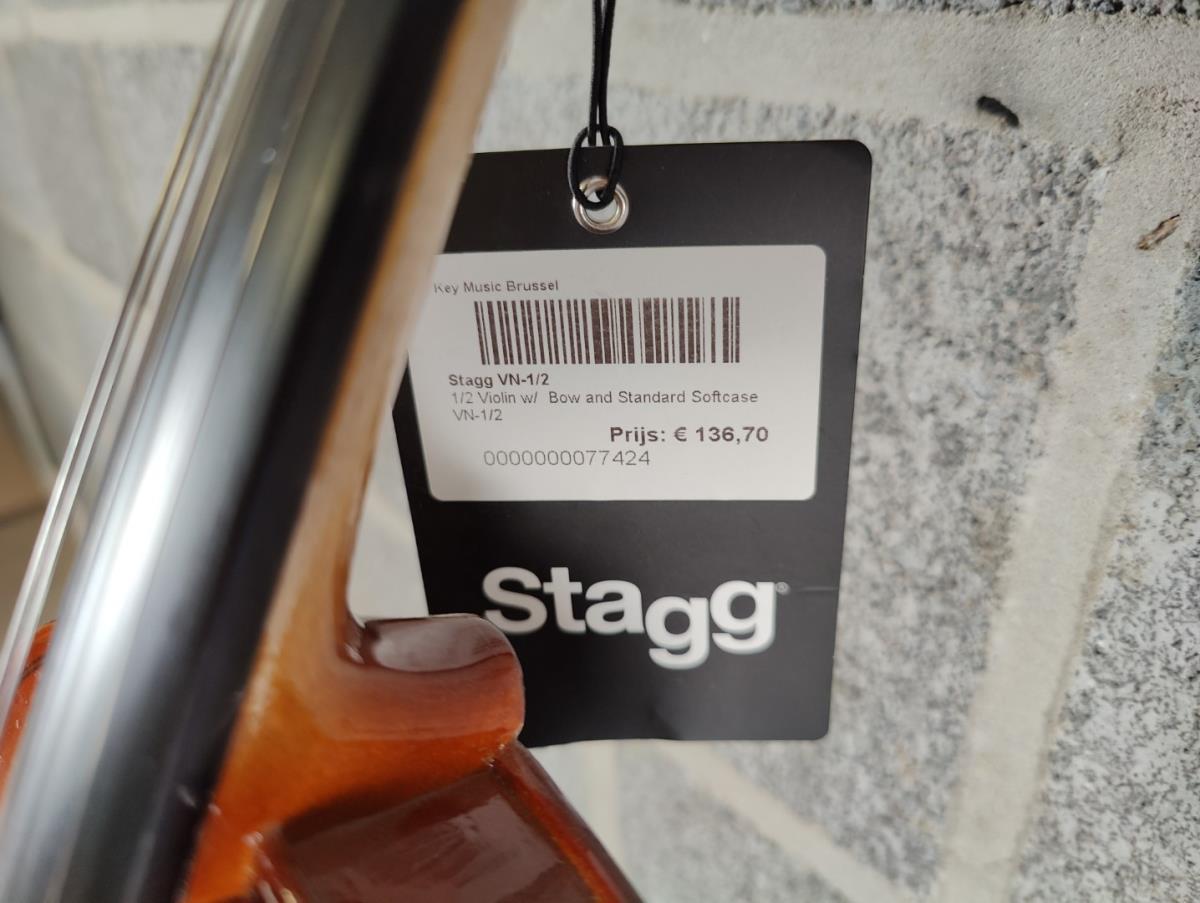 Key Music Brussel
Stagg VN-1/2
1/2 Violin w/ Bow and Standard Softcase
VN-1/2
Prijs: € 136,70
0000000077424
Stagg®